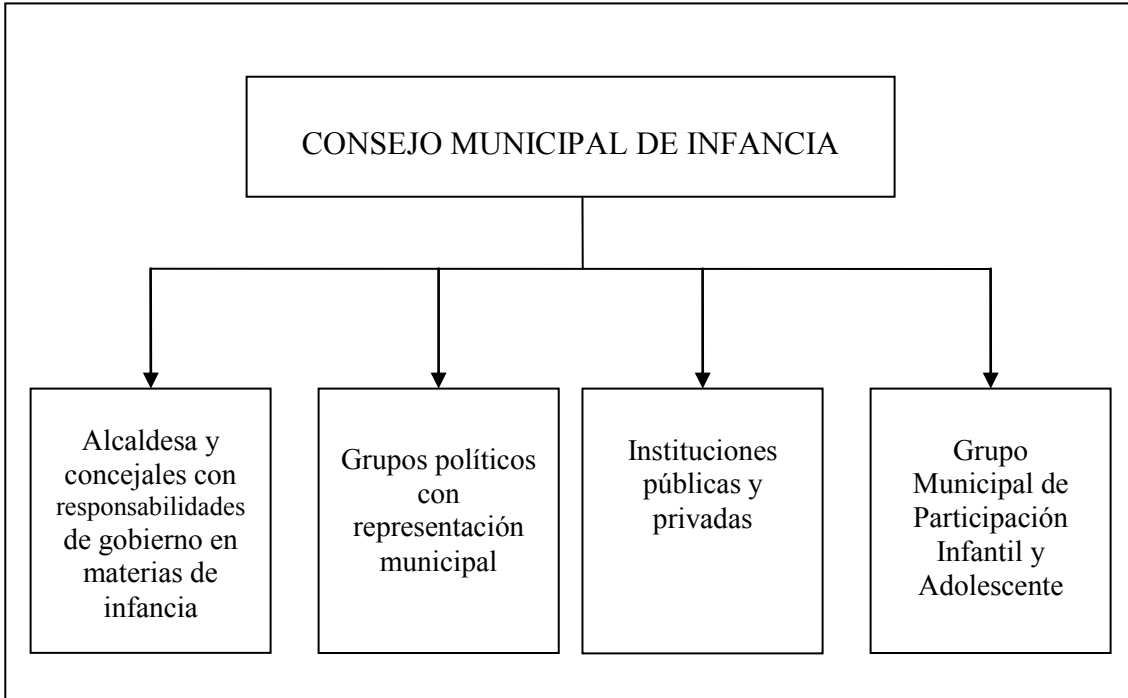 CONSEJO MUNICIPAL DE INFANCIA
Alcaldesa y
concejales con
responsabilidades
de gobierno en
materias de
infancia
Grupos políticos
con
representación
municipal
Instituciones
públicas y
privadas
Grupo
Municipal de
Participación
Infantil y
Adolescente